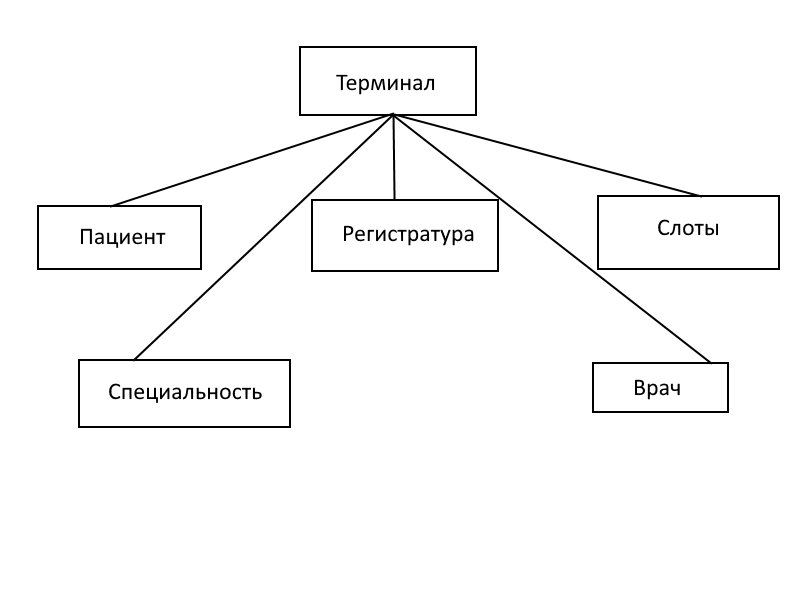 Терминал
Пациент
Регистратура
Слоты
Специальность
Врач